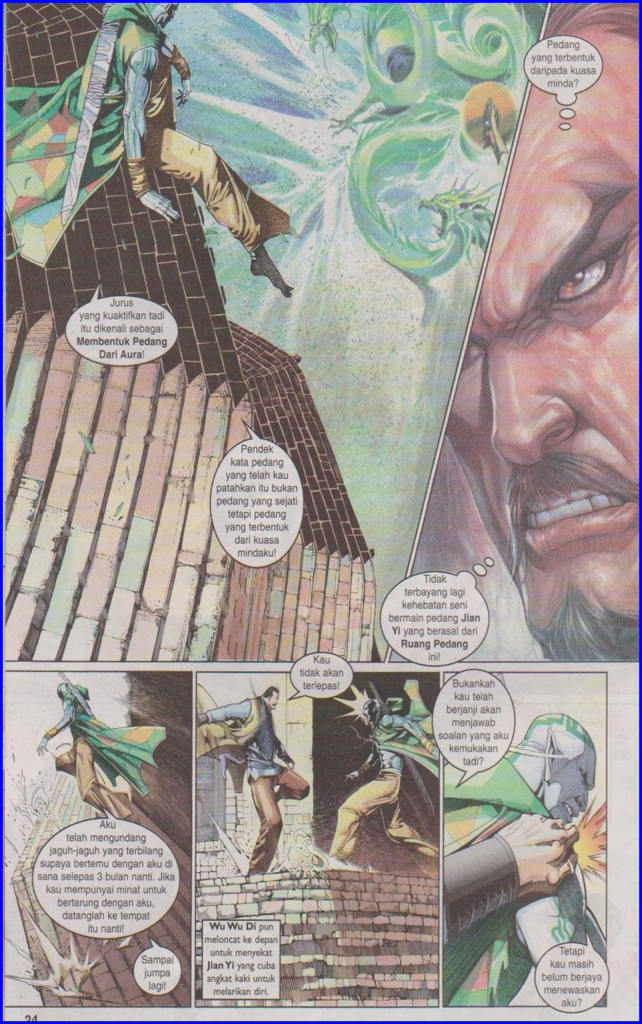 Pedang
yang terbentuk
daripada kuasa
minda?
Jurus
yang kuaktifkan tadi
itu dikenali sebagai
Membentuk Pedang
Dari Aura!
Pendek
kata pedang
yang telah kau
patahkan itu bukan
pedang yang sejati
tetapi pedang
yang terbentuk
dari kuasa
mindaku!
Tidak
terbayang lagi
kehebatan seni
bermain pedang Jian
Yi yang berasal dari
Ruang Pedang
ini!
Aku
telah mengundang
jaguh-jaguh yang terbilang
supaya bertemu dengan aku di
sana selepas 3 bulan nanti. Jika
kau mempunyai minat untuk
bertarung dengan aku,
datanglah ke tempat
itu nanti!
Sampai
jumpa
lagi!
Kau
tidak akan
terlepas!
Wu Wu Di pun
meloncat ke depan
untuk menyekat
Jian Yi yang cuba
angkat kaki untuk
melarikan diri.
Bukankah
kau telah
berjanji akan
menjawab
soalan yang aku
kemukakan
tadi?
Tetapi
kau masih
belum berjaya
menewaskan
aku?
24